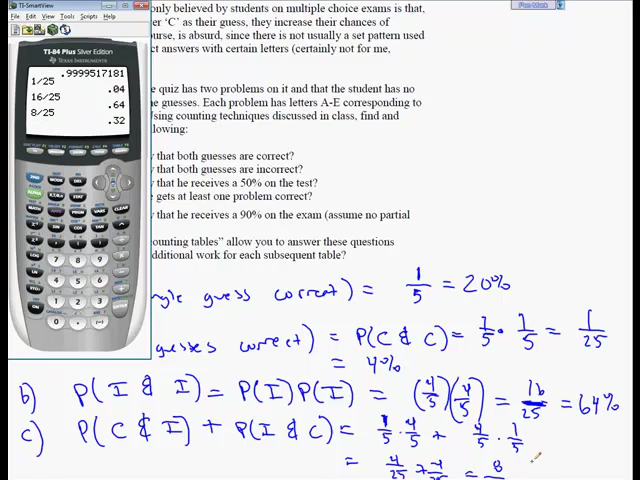 TI-SmartView
File Edit View Tools Scripts Help
TI-84 Plus Silver Edition
TEXAS INSTRUMENTS
.9999517181
1/25
.04
16/25
.64
8/25
.32
only believed by students on multiple choice exams is that,
er 'C' as their guess, they increase their chances of
urse, is absurd, since there is not usually a set pattern used
ct answers with certain letters (certainly not for me,
e quiz has two problems on it and that the student has no
e guesses. Each problem has letters A-E corresponding to
Using counting techniques discussed in class, find and
following:
y that both guesses are correct?
y that both guesses are incorrect?
y that he receives a 50% on the test?
e gets at least one problem correct?
y that he receives a 90% on the exam (assume no partial
counting tables" allow you to answer these questions
additional work for each subsequent table?
ngle guess correct) = 1/5 = 20%
guesses correct) = P(C & C) = 1/5 · 1/5 = 1/25
= 4%
b) P(I & I) = P(I)P(I) = (4/5)(4/5) = 16/25 = 64%
c) P(C & I) + P(I & C) = 1/5 · 4/5 + 4/5 · 1/5
= 4/25 + 4/25 = 8